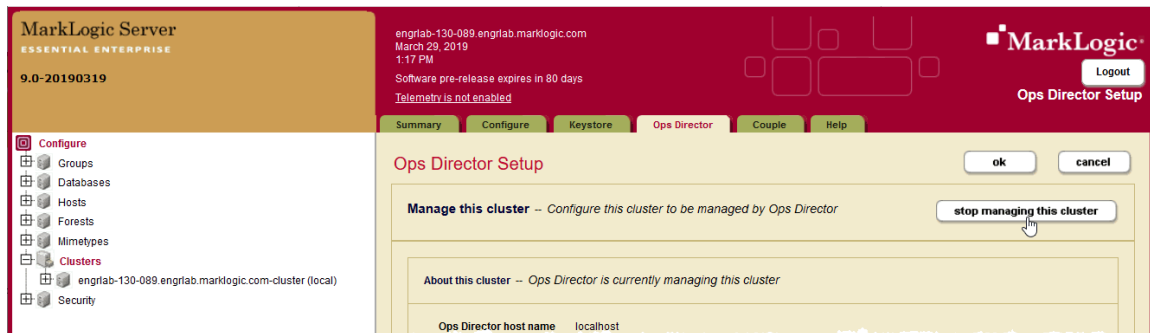 MarkLogic Server
ESSENTIAL ENTERPRISE
9.0-20190319
engrlab-130-089.engrlab.marklogic.com
March 29, 2019
1:17 PM
Software pre-release expires in 80 days
Telemetry is not enabled
MarkLogic
Logout
Ops Director Setup
Summary Configure Keystore Ops Director Couple Help
Configure
Groups
Databases
Hosts
Forests
Mimetypes
Clusters
engrlab-130-089.engrlab.marklogic.com-cluster (local)
Security
Ops Director Setup
ok cancel
Manage this cluster -- Configure this cluster to be managed by Ops Director
stop managing this cluster
About this cluster -- Ops Director is currently managing this cluster
Ops Director host name localhost